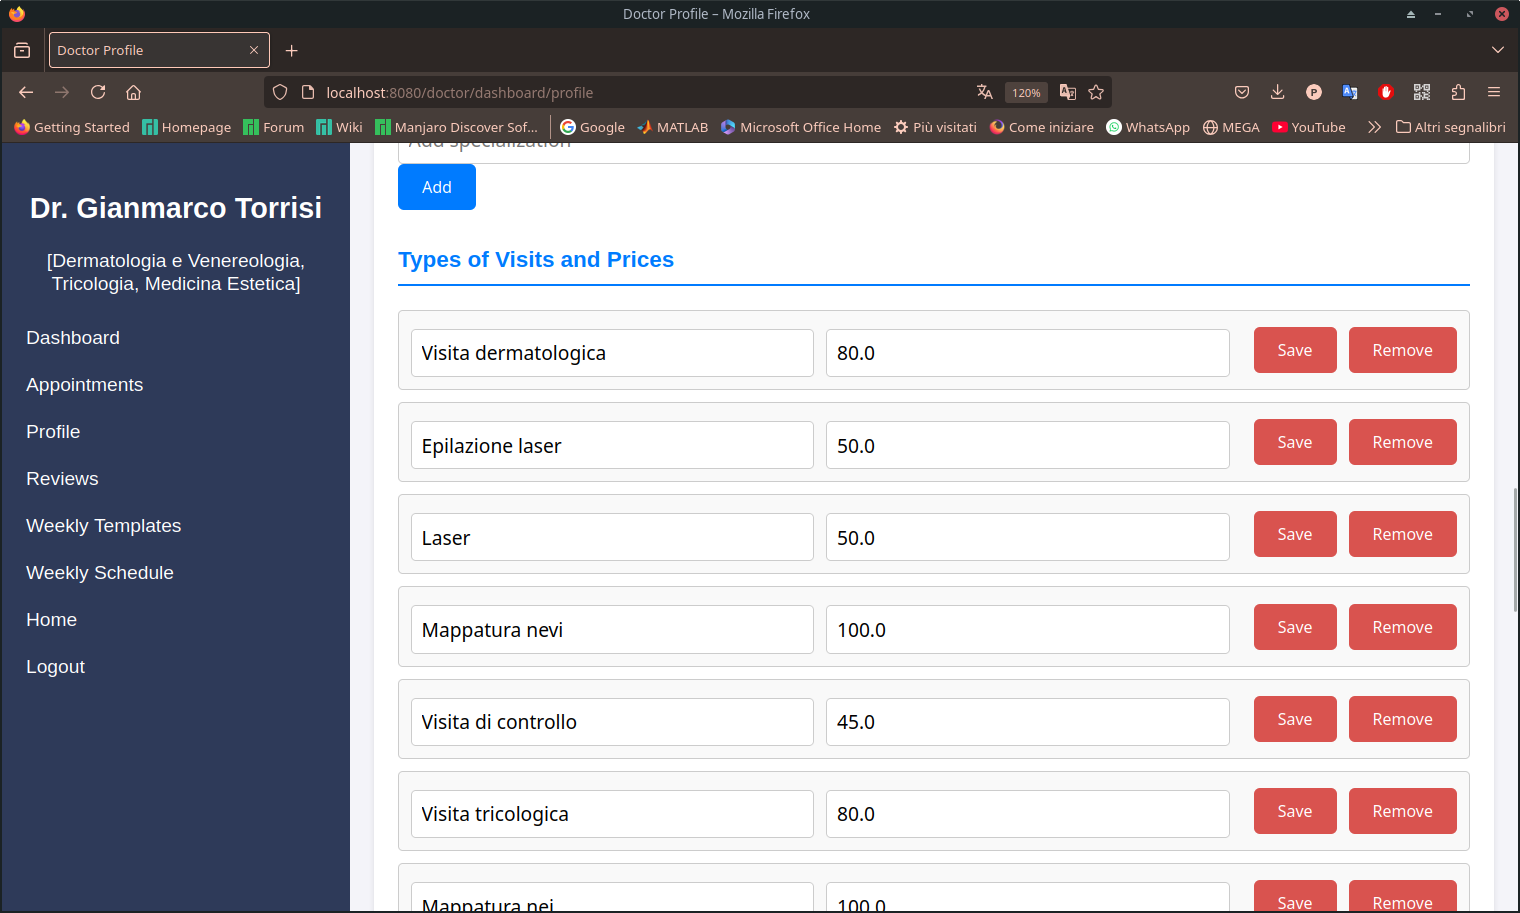 Doctor Profile – Mozilla Firefox
Doctor Profile
localhost:8080/doctor/dashboard/profile
120%
Getting Started
Homepage
Forum
Wiki
Manjaro Discover Sof...
Google
MATLAB
Microsoft Office Home
Più visitati
Come iniziare
WhatsApp
MEGA
YouTube
Altri segnalibri
Dr. Gianmarco Torrisi
[Dermatologia e Venereologia,
Tricologia, Medicina Estetica]
Dashboard
Appointments
Profile
Reviews
Weekly Templates
Weekly Schedule
Home
Logout
Add specialization
Add
Types of Visits and Prices
Visita dermatologica 80.0 Save Remove
Epilazione laser 50.0 Save Remove
Laser 50.0 Save Remove
Mappatura nevi 100.0 Save Remove
Visita di controllo 45.0 Save Remove
Visita tricologica 80.0 Save Remove
Mappatura nei 100.0 Save Remove